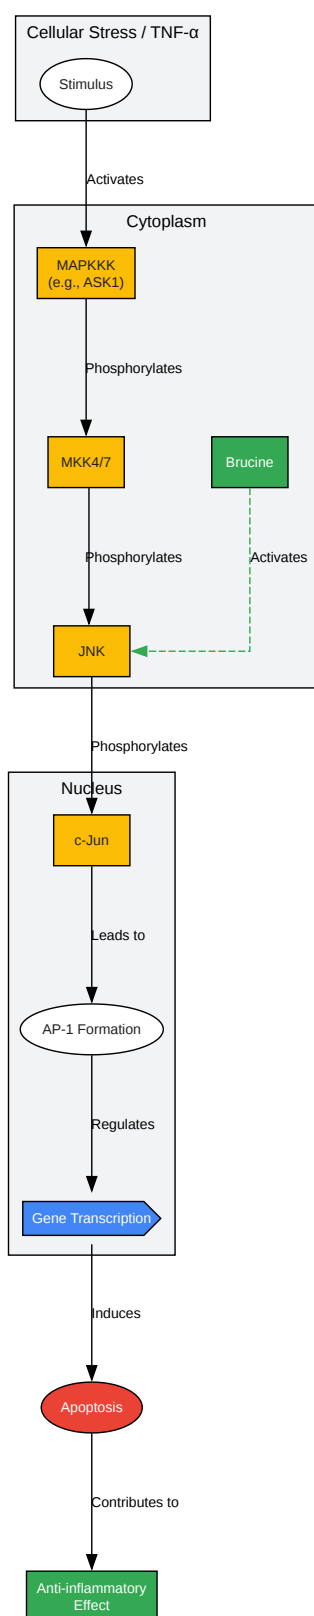 Cellular Stress / TNF-α
Stimulus
Activates
Cytoplasm
MAPKKK
(e.g., ASK1)
Phosphorylates
MKK4/7
Brucine
Phosphorylates
Activates
JNK
Phosphorylates
Nucleus
c-Jun
Leads to
AP-1 Formation
Regulates
Gene Transcription
Induces
Apoptosis
Contributes to
Anti-inflammatory
Effect